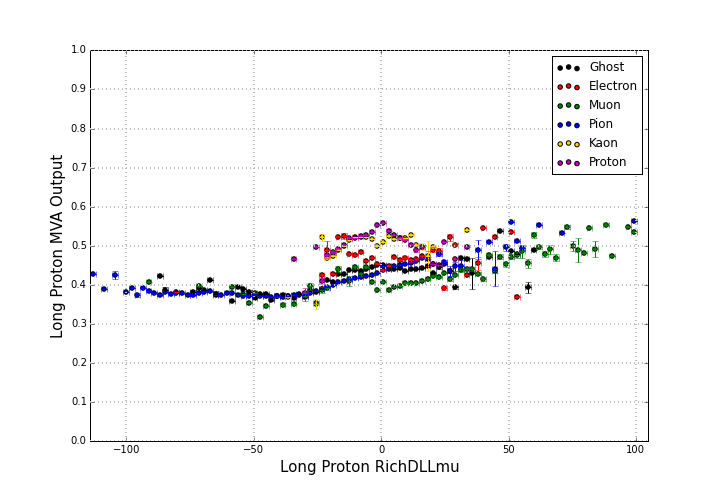 1.0
0.9
0.8
0.7
0.6
0.5
0.4
0.3
0.2
0.1
0.0
Long Proton MVA Output
Ghost
Electron
Muon
Pion
Kaon
Proton
−100
−50
0
50
100
Long Proton RichDLLmu